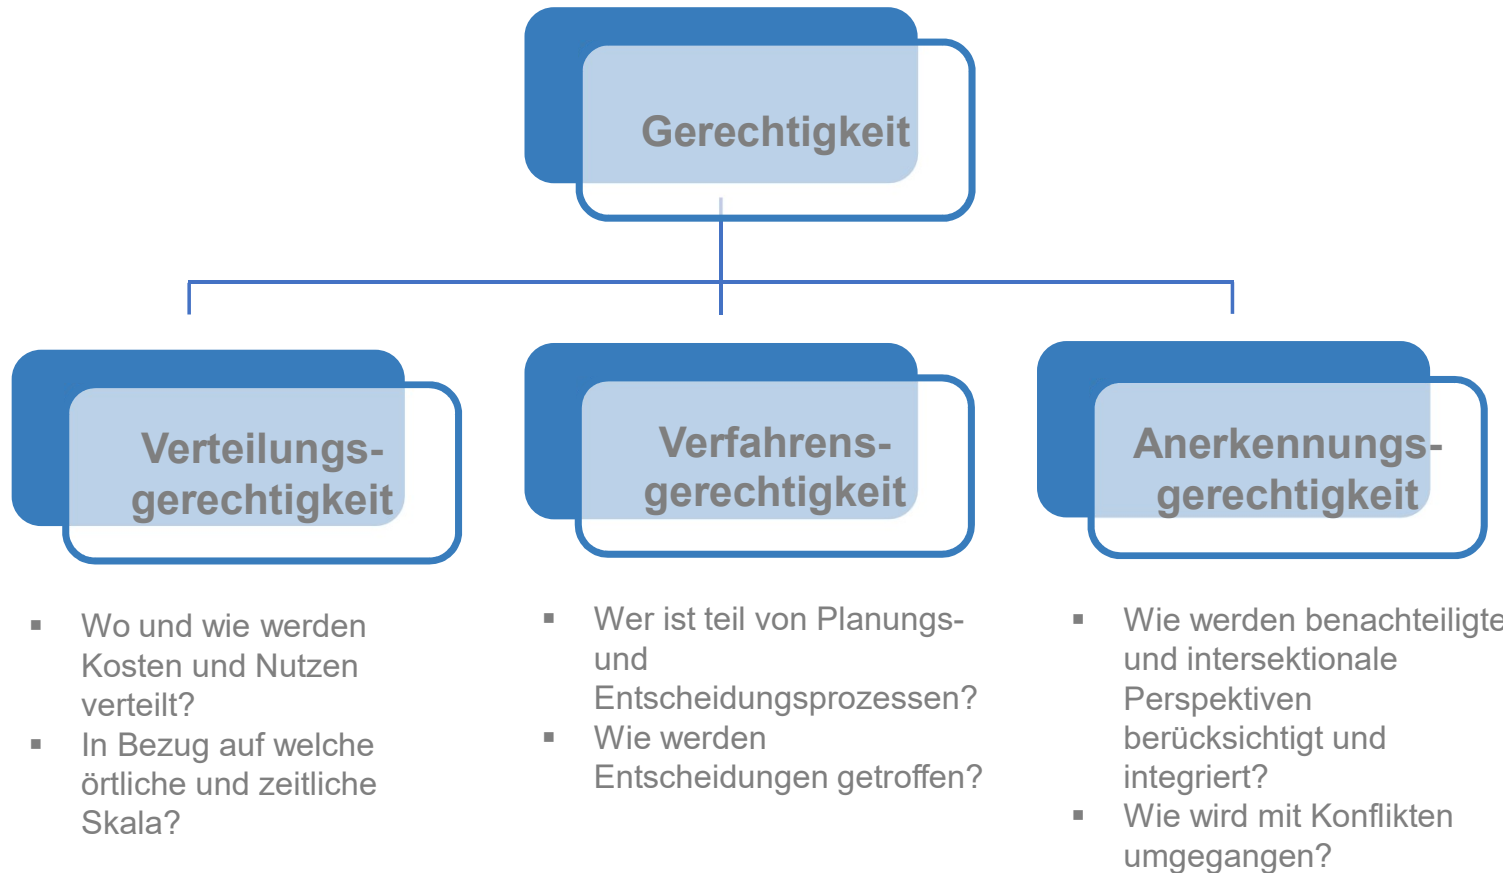 Gerechtigkeit
Verteilungs-
gerechtigkeit
Verfahrens-
gerechtigkeit
Anerkennungs-
gerechtigkeit
▪ Wo und wie werden
Kosten und Nutzen
verteilt?
▪ In Bezug auf welche
örtliche und zeitliche
Skala?
▪ Wer ist teil von Planungs-
und
Entscheidungsprozessen?
▪ Wie werden
Entscheidungen getroffen?
▪ Wie werden benachteiligte
und intersektionale
Perspektiven
berücksichtigt und
integriert?
▪ Wie wird mit Konflikten
umgegangen?